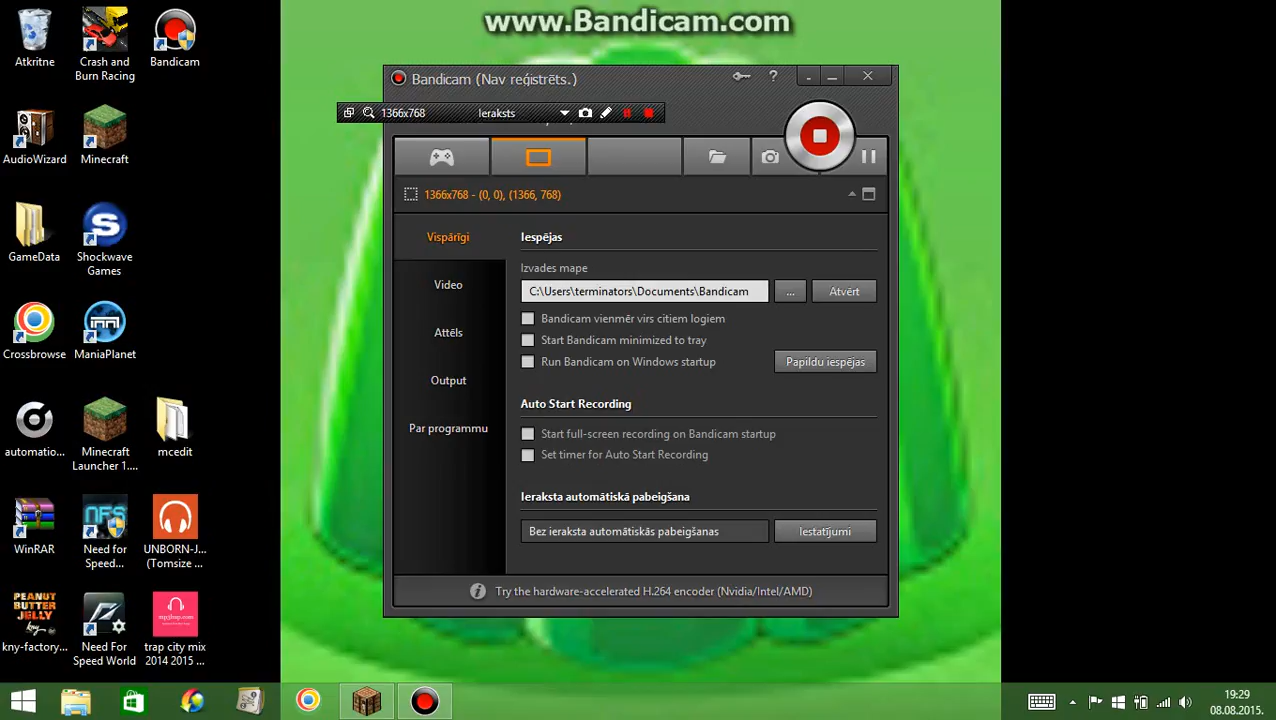 www.Bandicam.com
Atkritne
Crash and
Burn Racing
Bandicam
AudioWizard
Minecraft
GameData
Shockwave
Games
Crossbrowse
ManiaPlanet
automatio...
Minecraft
Launcher 1....
mcedit
WinRAR
Need for
Speed...
UNBORN-J...
(Tomsize ...
kny-factory...
Need For
Speed World
trap city mix
2014 2015 ...
PEANUT
BUTTER
JELLY
kny
NFS
Bandicam (Nav reģistrēts.)
?
1366x768
Ieraksts
1366x768 - (0, 0), (1366, 768)
Vispārīgi
Video
Attēls
Output
Par programmu
Iespējas
Izvades mape
C:\Users\terminators\Documents\Bandicam
...
Atvērt
Bandicam vienmēr virs citiem logiem
Start Bandicam minimized to tray
Run Bandicam on Windows startup
Papildu iespējas
Auto Start Recording
Start full-screen recording on Bandicam startup
Set timer for Auto Start Recording
Ieraksta automātiskā pabeigšana
Bez ieraksta automātiskās pabeigšanas
Iestatījumi
Try the hardware-accelerated H.264 encoder (Nvidia/Intel/AMD)
19:29
08.08.2015.